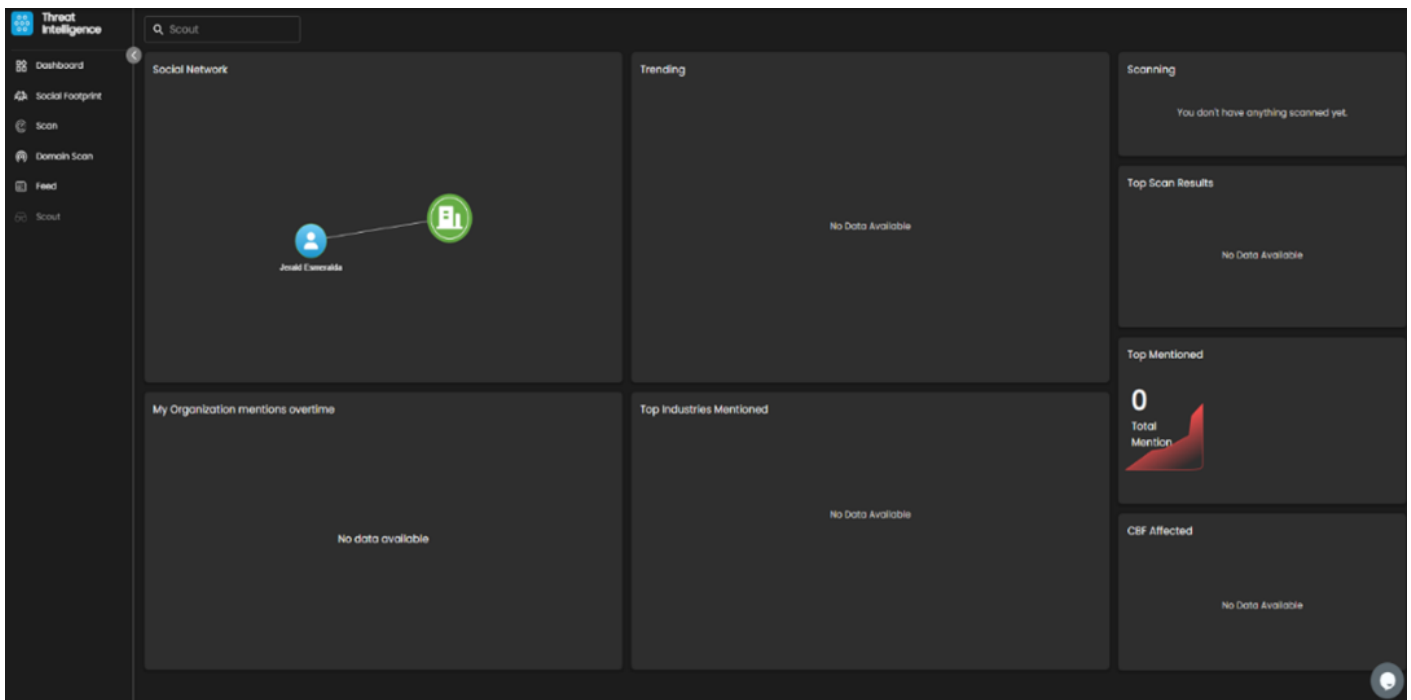 Threat
Intelligence
Scout
Dashboard
Social Footprint
Scan
Domain Scan
Feed
Scout
Social Network
Jerald Esmeralda
Trending
No Data Available
Scanning
You don't have anything scanned yet.
Top Scan Results
No Data Available
Top Mentioned
0
Total
Mention
My Organization mentions overtime
No data available
Top Industries Mentioned
No Data Available
CBF Affected
No Data Available